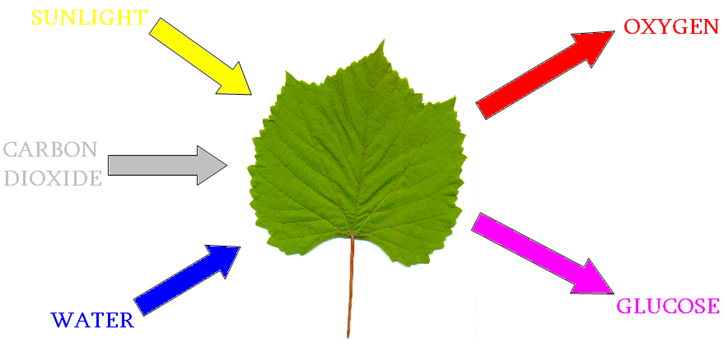 SUNLIGHT
OXYGEN
CARBON
DIOXIDE
WATER
GLUCOSE